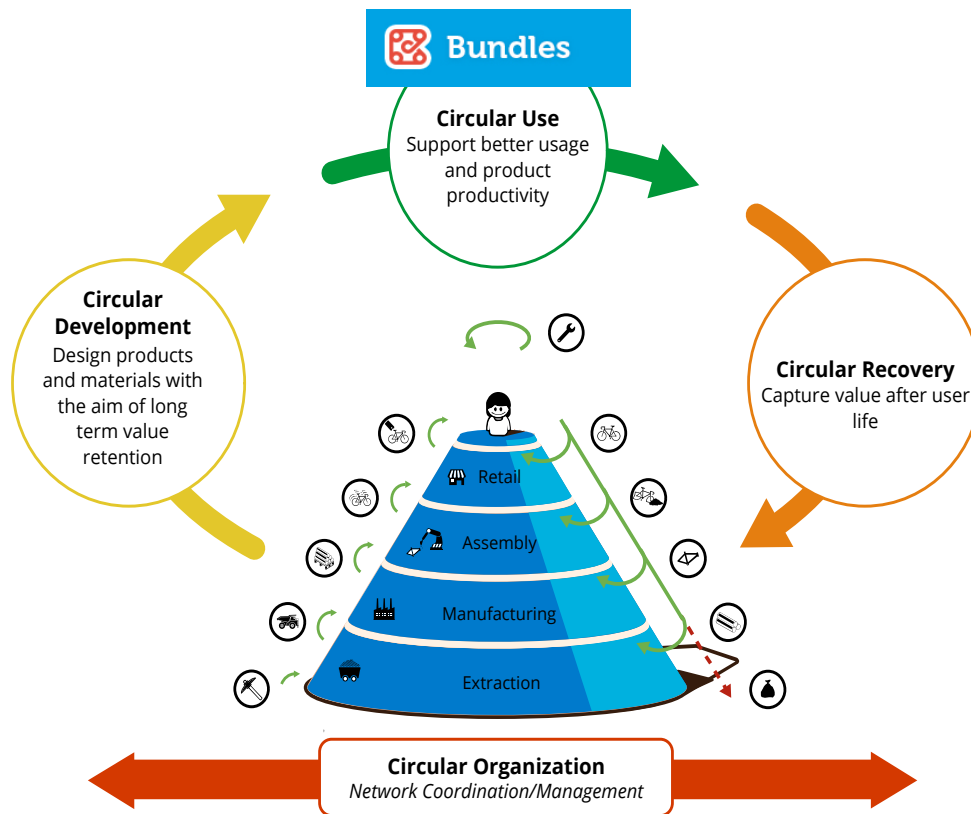 Bundles
Circular Use
Support better usage
and product
productivity
Circular
Development
Design products
and materials with
the aim of long
term value
retention
Circular Recovery
Capture value after user
life
Retail
Assembly
Manufacturing
Extraction
Circular Organization
Network Coordination/Management